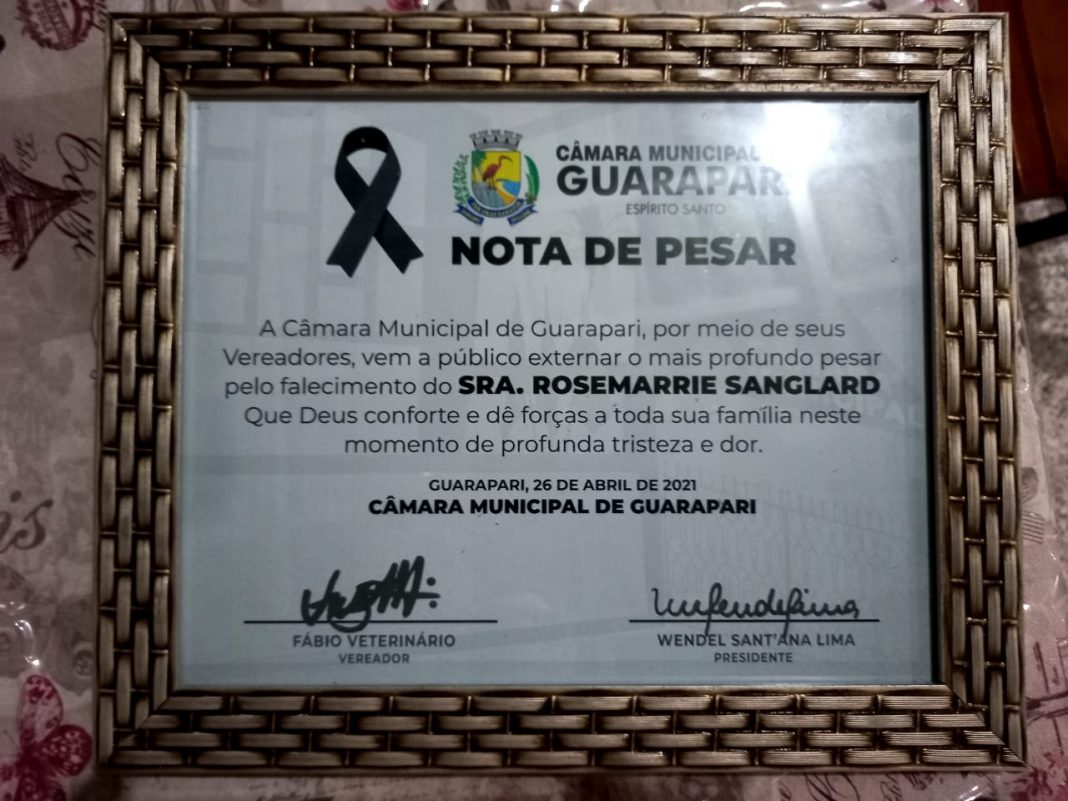 CÂMARA MUNICIPAL
GUARAPARI
ESPÍRITO SANTO
NOTA DE PESAR
A Câmara Municipal de Guarapari, por meio de seus
Vereadores, vem a público externar o mais profundo pesar
pelo falecimento do SRA. ROSEMARRIE SANGLARD
Que Deus conforte e dê forças a toda sua família neste
momento de profunda tristeza e dor.
GUARAPARI, 26 DE ABRIL DE 2021
CÂMARA MUNICIPAL DE GUARAPARI
FÁBIO VETERINÁRIO
VEREADOR
WENDEL SANT'ANA LIMA
PRESIDENTE